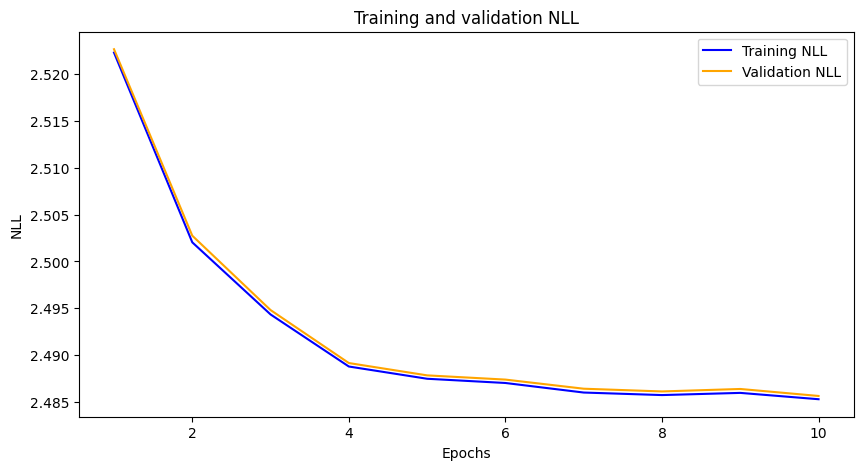 Training and validation NLL
Training NLL
Validation NLL
2.520
2.515
2.510
2.505
2.500
2.495
2.490
2.485
NLL
2
4
6
8
10
Epochs